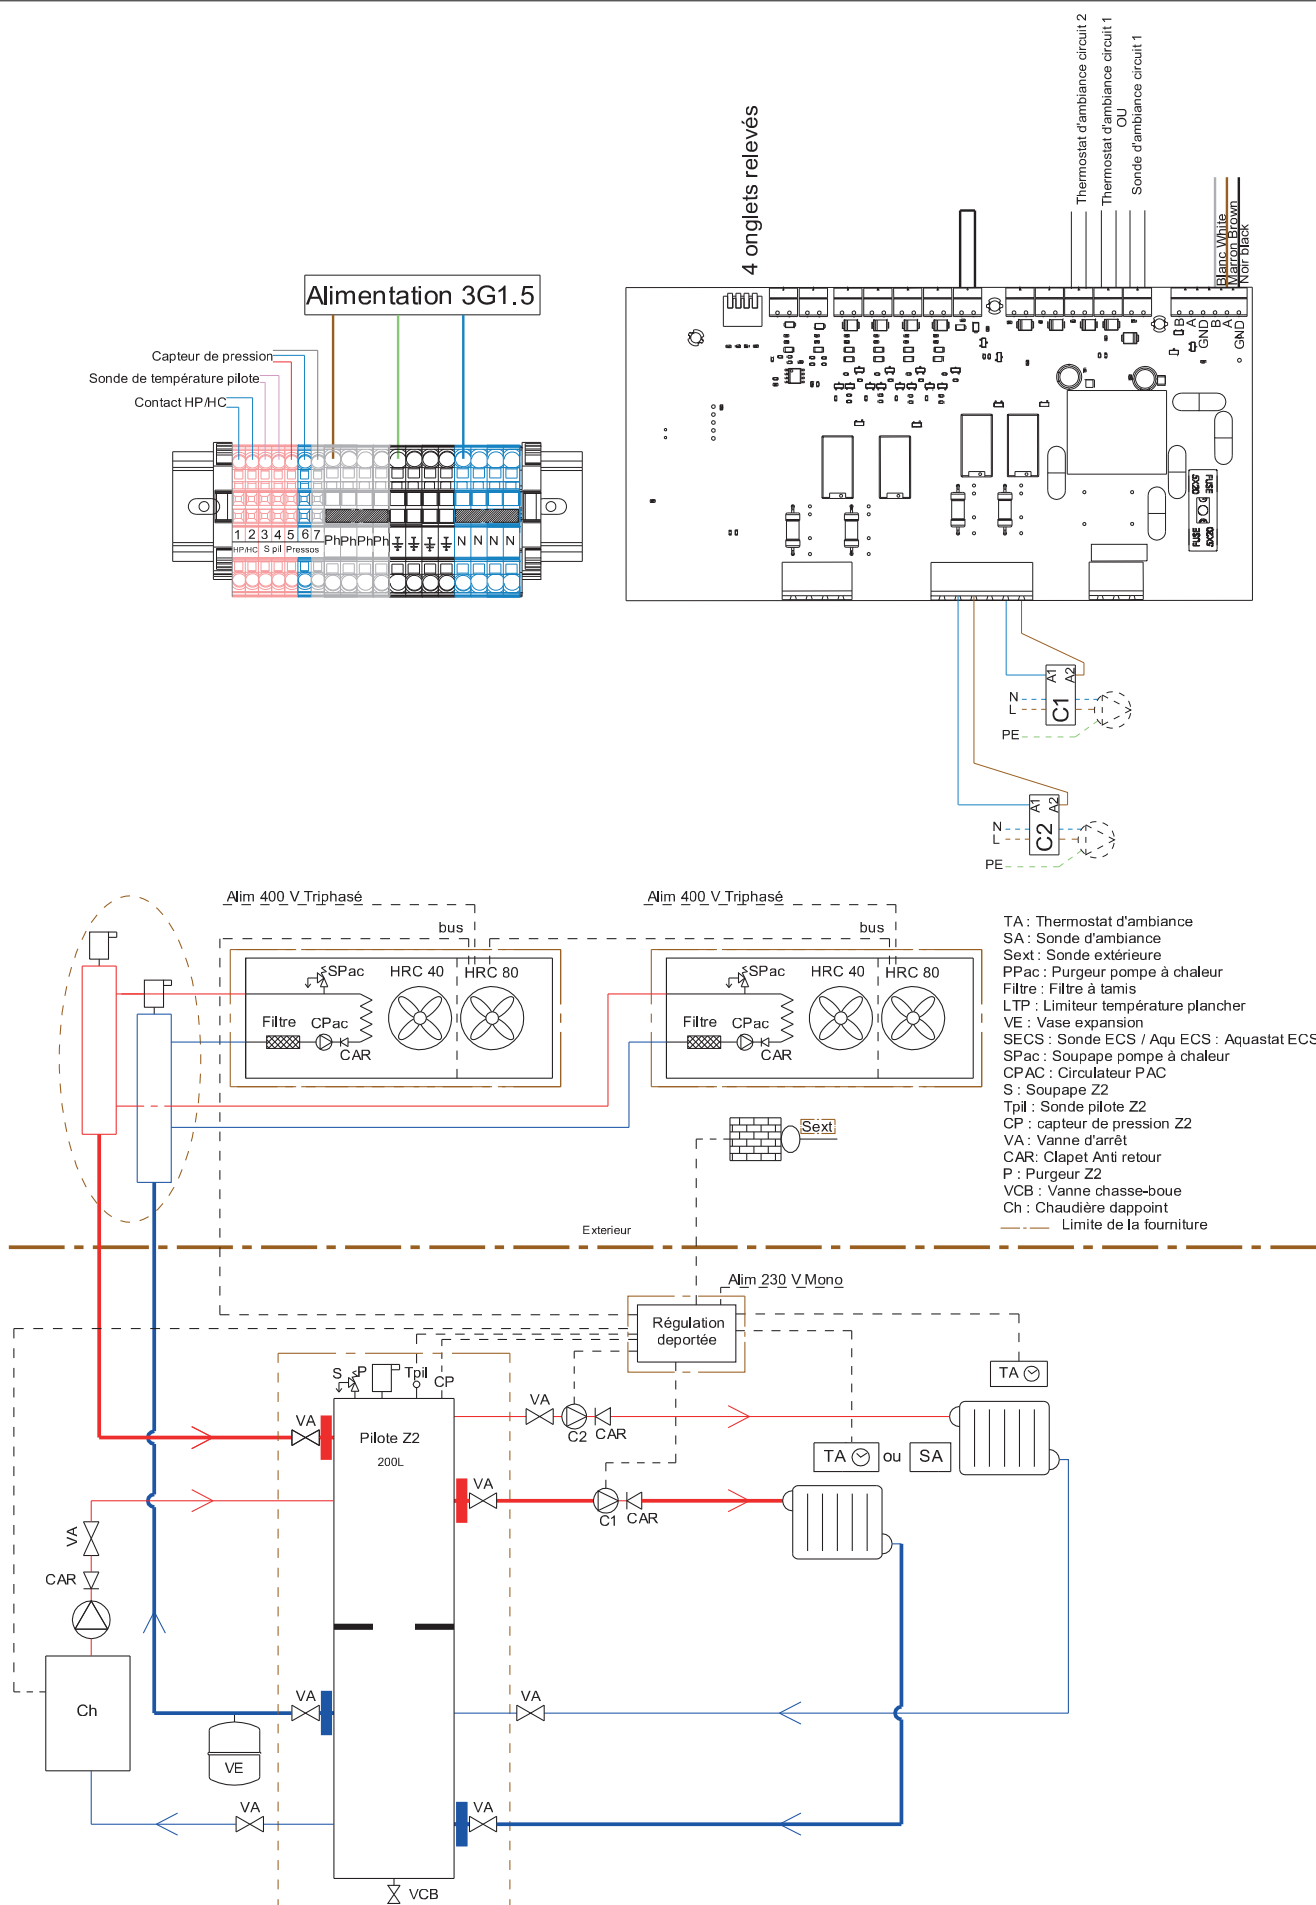 Thermostat d'ambiance circuit 2
Thermostat d'ambiance circuit 1
OU
Sonde d'ambiance circuit 1
4 onglets relevés
Blanc White
Marron Brown
Noir black
B
A
GND
B
A
GND
FUSE
5X20
FUSE
5X20
Alimentation 3G1.5
Capteur de pression
Sonde de température pilote
Contact HP/HC
1 2 3 4 5 6 7 Ph Ph Ph Ph N N N N
HP/HC S pil Pressos
A1 A2
C1
N
L
PE
A1 A2
C2
N
L
PE
Alim 400 V Triphasé
Alim 400 V Triphasé
bus
bus
SPac
HRC 40
HRC 80
Filtre
CPac
CAR
SPac
HRC 40
HRC 80
Filtre
CPac
CAR
TA : Thermostat d'ambiance
SA : Sonde d'ambiance
Sext : Sonde extérieure
PPac : Purgeur pompe à chaleur
Filtre : Filtre à tamis
LTP : Limiteur température plancher
VE : Vase expansion
SECS : Sonde ECS / Aqu ECS : Aquastat ECS
SPac : Soupape pompe à chaleur
CPAC : Circulateur PAC
S : Soupape Z2
Tpil : Sonde pilote Z2
CP : capteur de pression Z2
VA : Vanne d'arrêt
CAR: Clapet Anti retour
P : Purgeur Z2
VCB : Vanne chasse-boue
Ch : Chaudière dappoint
Limite de la fourniture
Sext
Exterieur
Alim 230 V Mono
Régulation
deportée
S
P
Tpil
CP
VA
C2
CAR
TA
VA
Pilote Z2
200L
TA
ou
SA
VA
C1
CAR
VA
CAR
Ch
VA
VE
VA
VA
VA
VCB